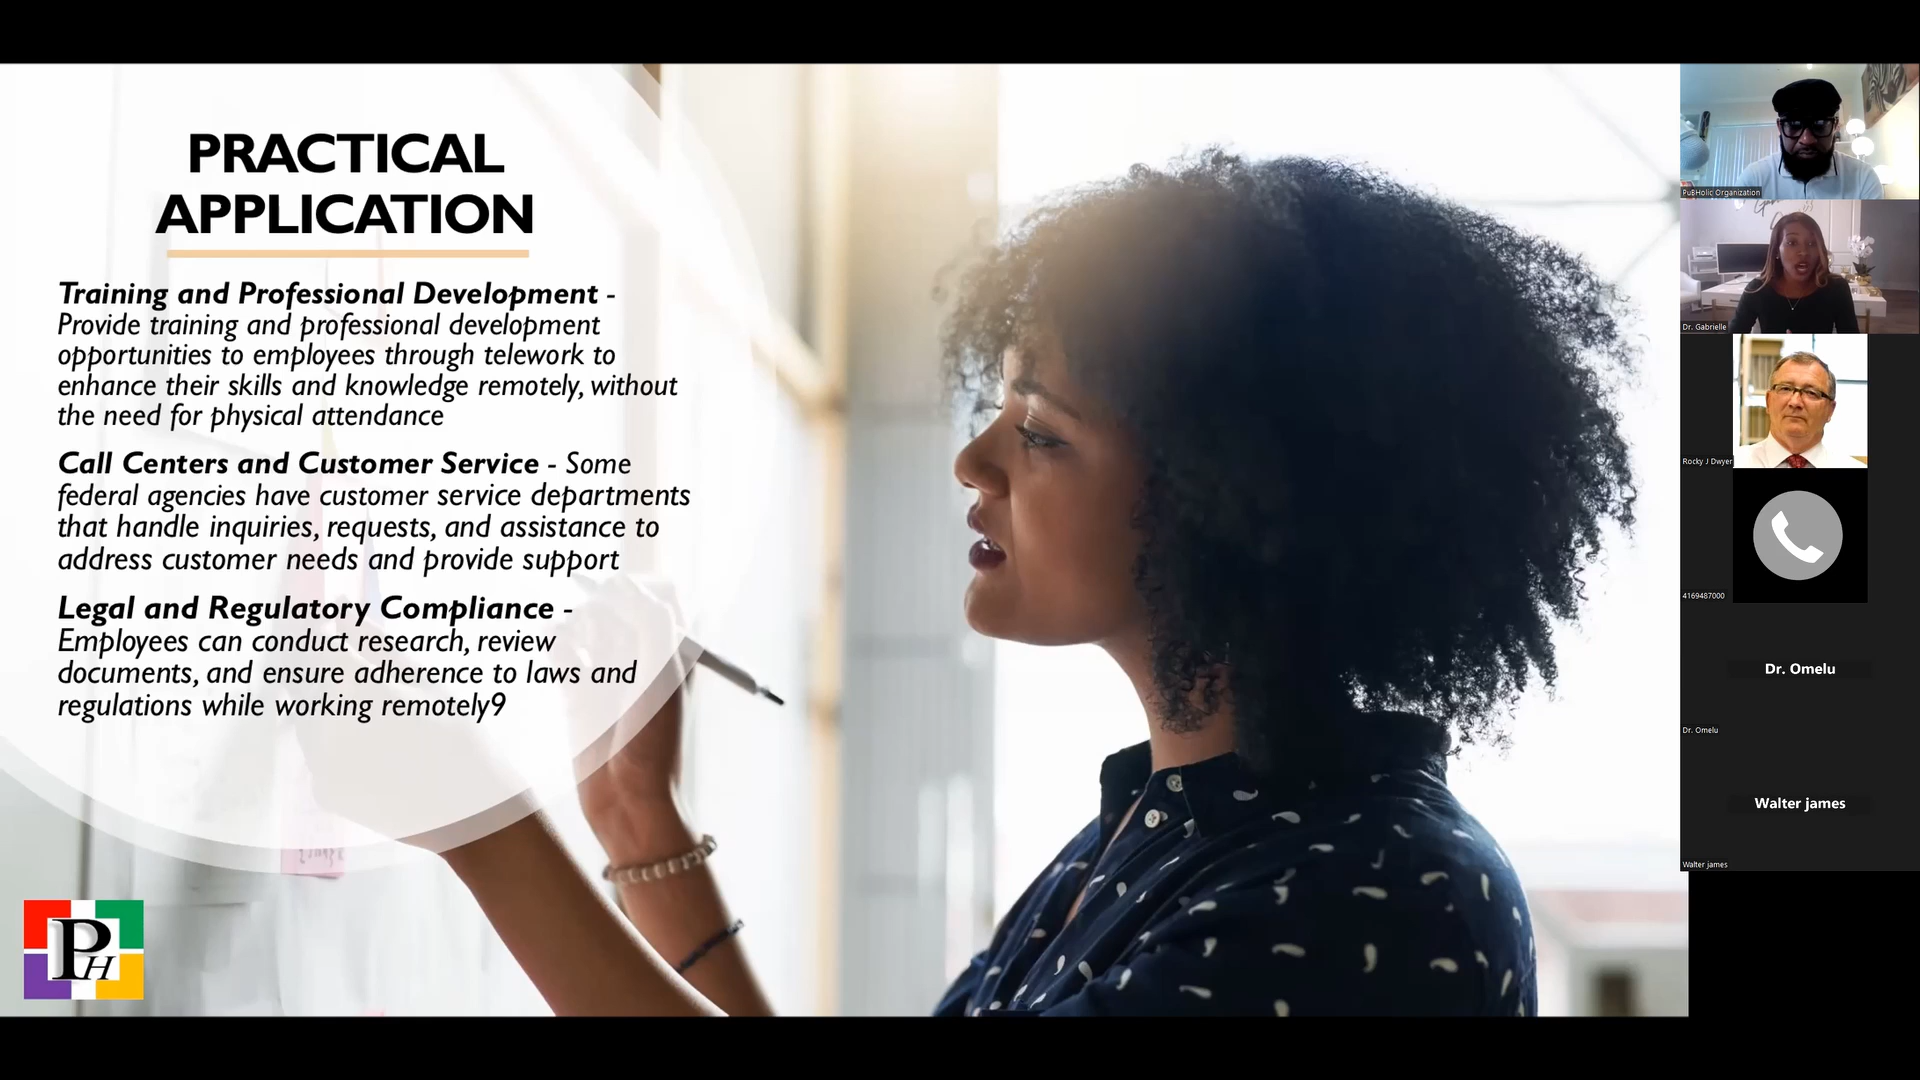 PRACTICAL
APPLICATION
Training and Professional Development -
Provide training and professional development
opportunities to employees through telework to
enhance their skills and knowledge remotely, without
the need for physical attendance
Call Centers and Customer Service - Some
federal agencies have customer service departments
that handle inquiries, requests, and assistance to
address customer needs and provide support
Legal and Regulatory Compliance -
Employees can conduct research, review
documents, and ensure adherence to laws and
regulations while working remotely9
PH
PuBHolic Organization
Dr. Gabrielle
Rocky J Dwyer
4169487000
Dr. Omelu
Dr. Omelu
Walter james
Walter james